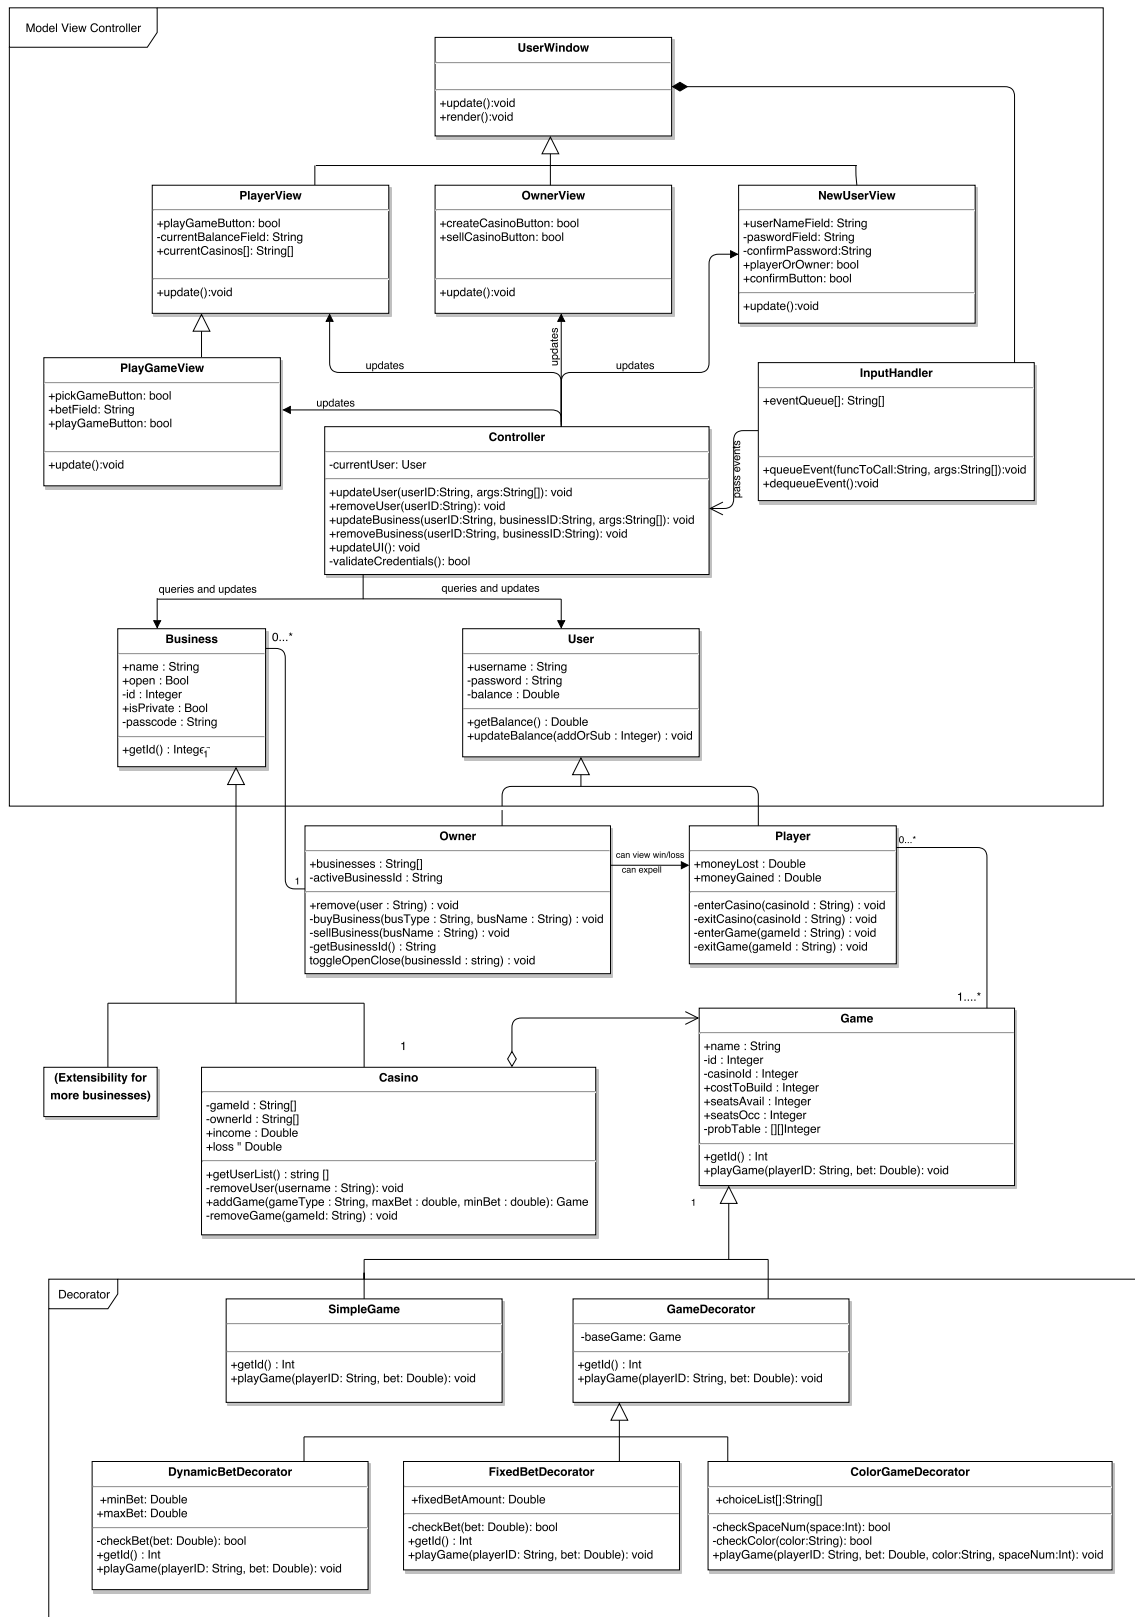 Model View Controller
UserWindow
+update():void
+render():void
PlayerView
+playGameButton: bool
-currentBalanceField: String
+currentCasinos[]: String[]
+update():void
OwnerView
+createCasinoButton: bool
+sellCasinoButton: bool
+update():void
NewUserView
+userNameField: String
-paswordField: String
-confirmPassword:String
+playerOrOwner: bool
+confirmButton: bool
+update():void
updates
updates
updates
PlayGameView
+pickGameButton: bool
+betField: String
+playGameButton: bool
+update():void
updates
InputHandler
+eventQueue[]: String[]
+queueEvent(funcToCall:String, args:String[]):void
+dequeueEvent():void
pass events
Controller
-currentUser: User
+updateUser(userID:String, args:String[]): void
+removeUser(userID:String): void
+updateBusiness(userID:String, businessID:String, args:String[]): void
+removeBusiness(userID:String, businessID:String): void
+updateUI(): void
-validateCredentials(): bool
queries and updates
queries and updates
Business
+name : String
+open : Bool
-id : Integer
+isPrivate : Bool
-passcode : String
+getId() :
0...*
User
+username : String
-password : String
-balance : Double
+getBalance() : Double
+updateBalance(addOrSub : Integer) : void
Owner
+businesses : String[]
-activeBusinessId : String
+remove(user : String) : void
-buyBusiness(busType : String, busName : String) : void
-sellBusiness(busName : String) : void
-getBusinessId() : String
toggleOpenClose(businessId : string) : void
1
can view win/loss
can expell
Player
+moneyLost : Double
+moneyGained : Double
-enterCasino(casinoId : String) : void
-exitCasino(casinoId : String) : void
-enterGame(gameId : String) : void
-exitGame(gameId : String) : void
0...*
1....*
(Extensibility for
more businesses)
1
Casino
-gameId : String[]
-ownerId : String[]
+income : Double
+loss " Double
+getUserList() : string []
-removeUser(username : String): void
+addGame(gameType : String, maxBet : double, minBet : double): Game
-removeGame(gameId: String) : void
Game
+name : String
-id : Integer
-casinoId : Integer
+costToBuild : Integer
+seatsAvail : Integer
+seatsOcc : Integer
-probTable : [][]Integer
+getId() : Int
+playGame(playerID: String, bet: Double): void
1
Decorator
SimpleGame
+getId() : Int
+playGame(playerID: String, bet: Double): void
GameDecorator
-baseGame: Game
+getId() : Int
+playGame(playerID: String, bet: Double): void
DynamicBetDecorator
+minBet: Double
+maxBet: Double
-checkBet(bet: Double): bool
+getId() : Int
+playGame(playerID: String, bet: Double): void
FixedBetDecorator
+fixedBetAmount: Double
-checkBet(bet: Double): bool
+getId() : Int
+playGame(playerID: String, bet: Double): void
ColorGameDecorator
+choiceList[]:String[]
-checkSpaceNum(space:Int): bool
-checkColor(color:String): bool
+playGame(playerID: String, bet: Double, color:String, spaceNum:Int): void